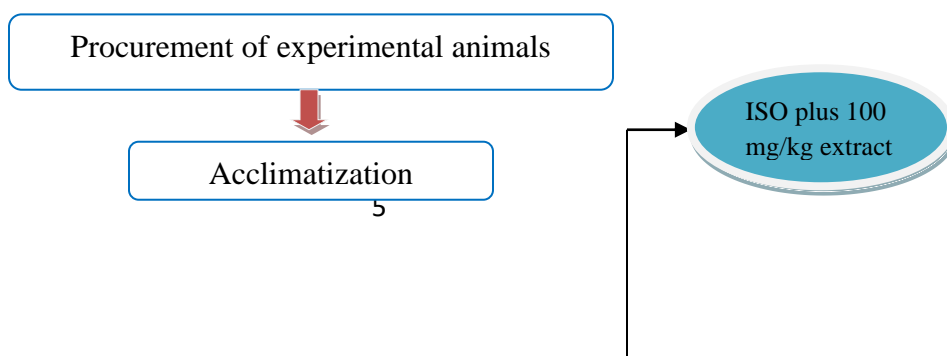 Procurement of experimental animals
ISO plus 100
mg/kg extract
Acclimatization
5